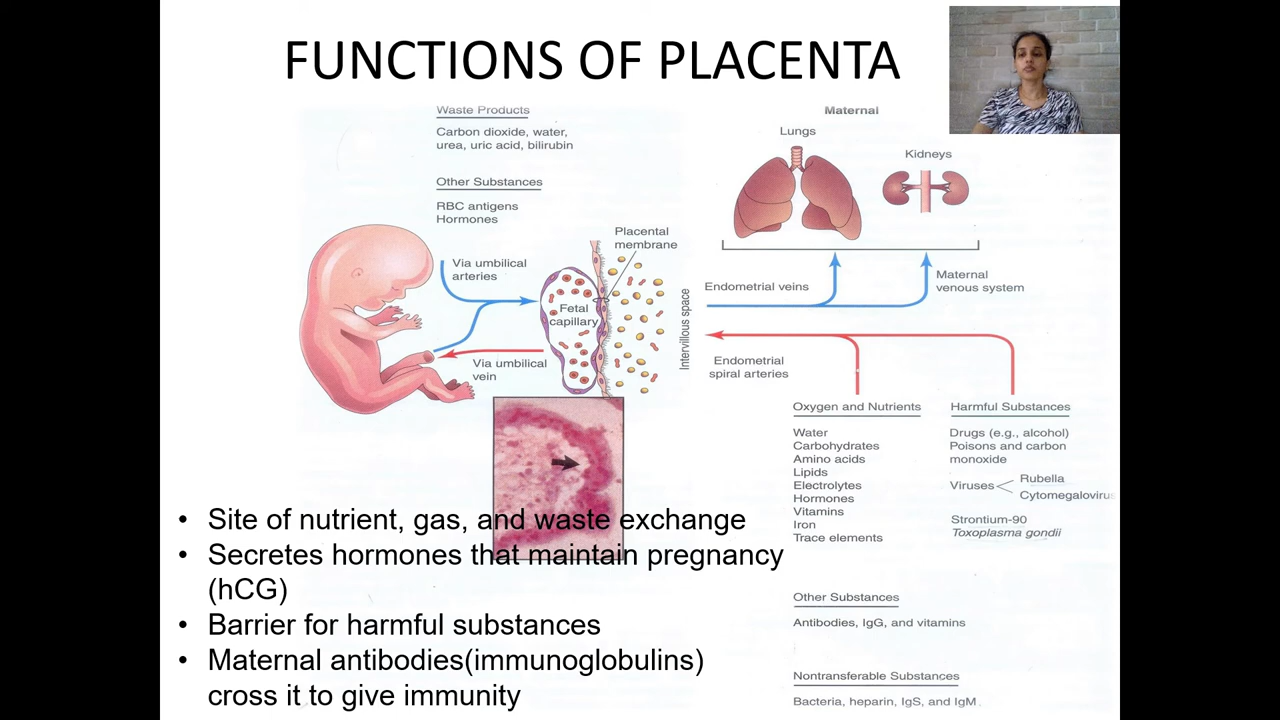 FUNCTIONS OF PLACENTA
Waste Products
Carbon dioxide, water,
urea, uric acid, bilirubin
Other Substances
RBC antigens
Hormones
Via umbilical
arteries
Via umbilical
vein
Fetal
capillary
Placental
membrane
Intervillous space
Maternal
Lungs
Kidneys
Endometrial veins
Maternal
venous system
Endometrial
spiral arteries
Oxygen and Nutrients
Water
Carbohydrates
Amino acids
Lipids
Electrolytes
Hormones
Vitamins
Iron
Trace elements
Harmful Substances
Drugs (e.g., alcohol)
Poisons and carbon
monoxide
Viruses
Rubella
Cytomegalovirus
Strontium-90
Toxoplasma gondii
Other Substances
Antibodies, IgG, and vitamins
Nontransferable Substances
Bacteria, heparin, IgS, and IgM
• Site of nutrient, gas, and waste exchange
• Secretes hormones that maintain pregnancy
(hCG)
• Barrier for harmful substances
• Maternal antibodies(immunoglobulins)
cross it to give immunity